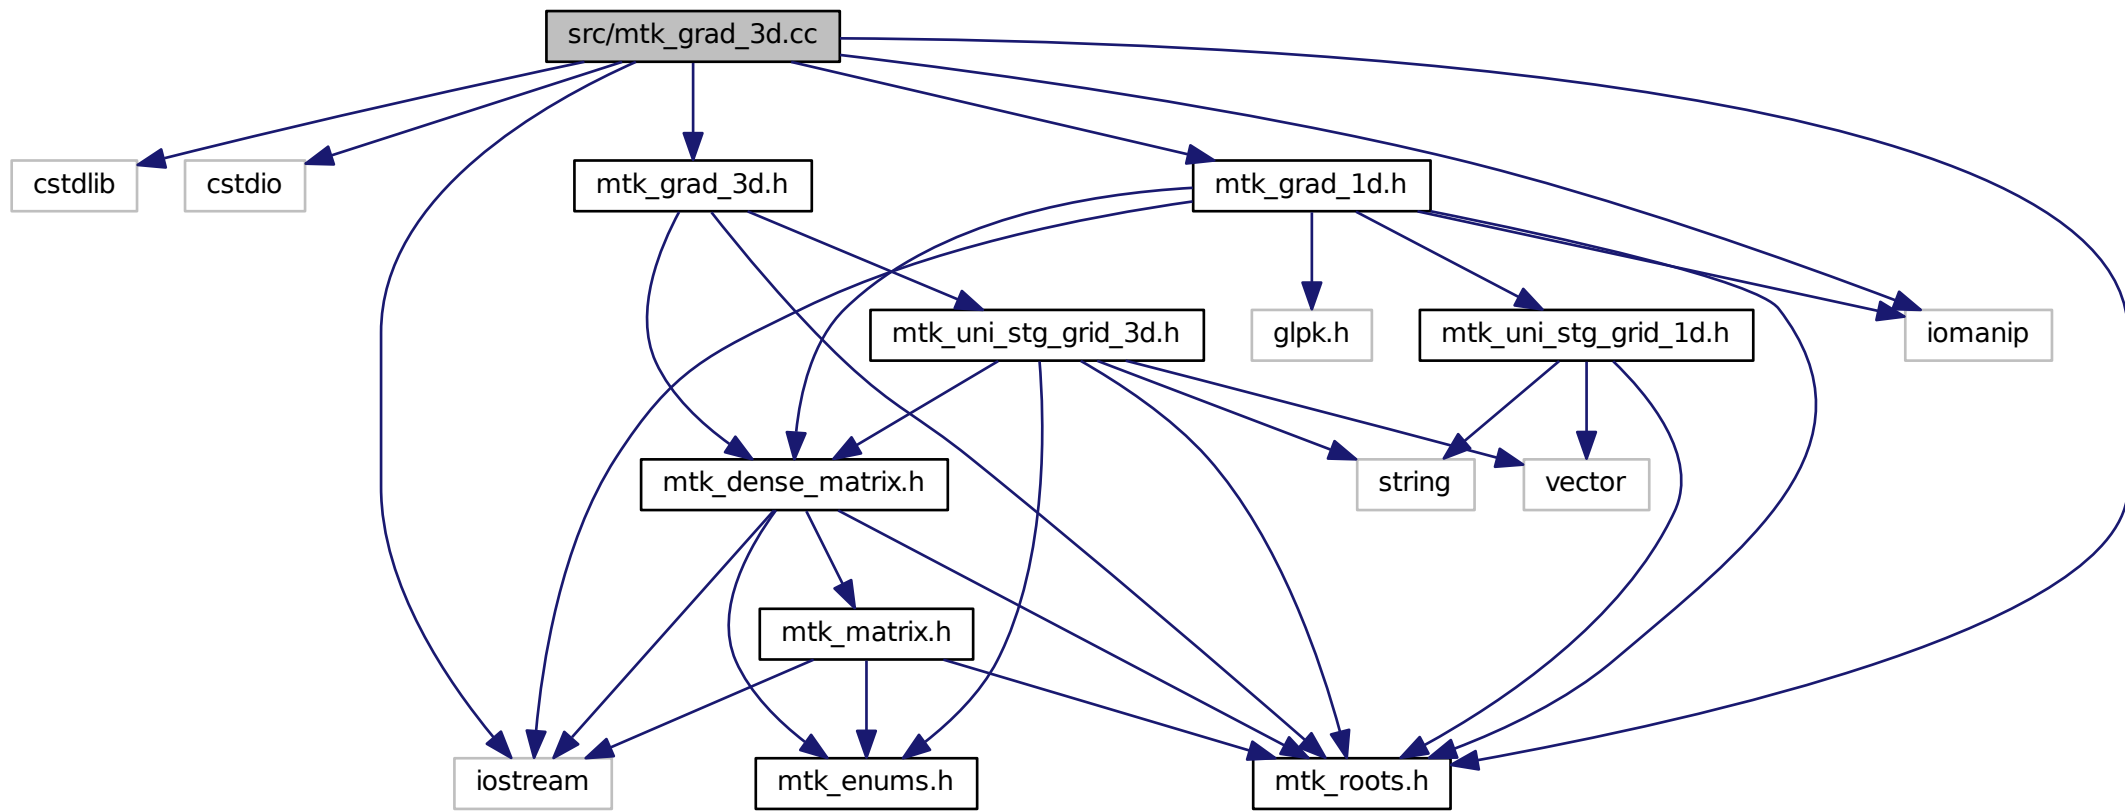 src/mtk_grad_3d.cc
cstdlib
cstdio
mtk_grad_3d.h
mtk_grad_1d.h
mtk_uni_stg_grid_3d.h
glpk.h
mtk_uni_stg_grid_1d.h
iomanip
mtk_dense_matrix.h
string
vector
mtk_matrix.h
iostream
mtk_enums.h
mtk_roots.h